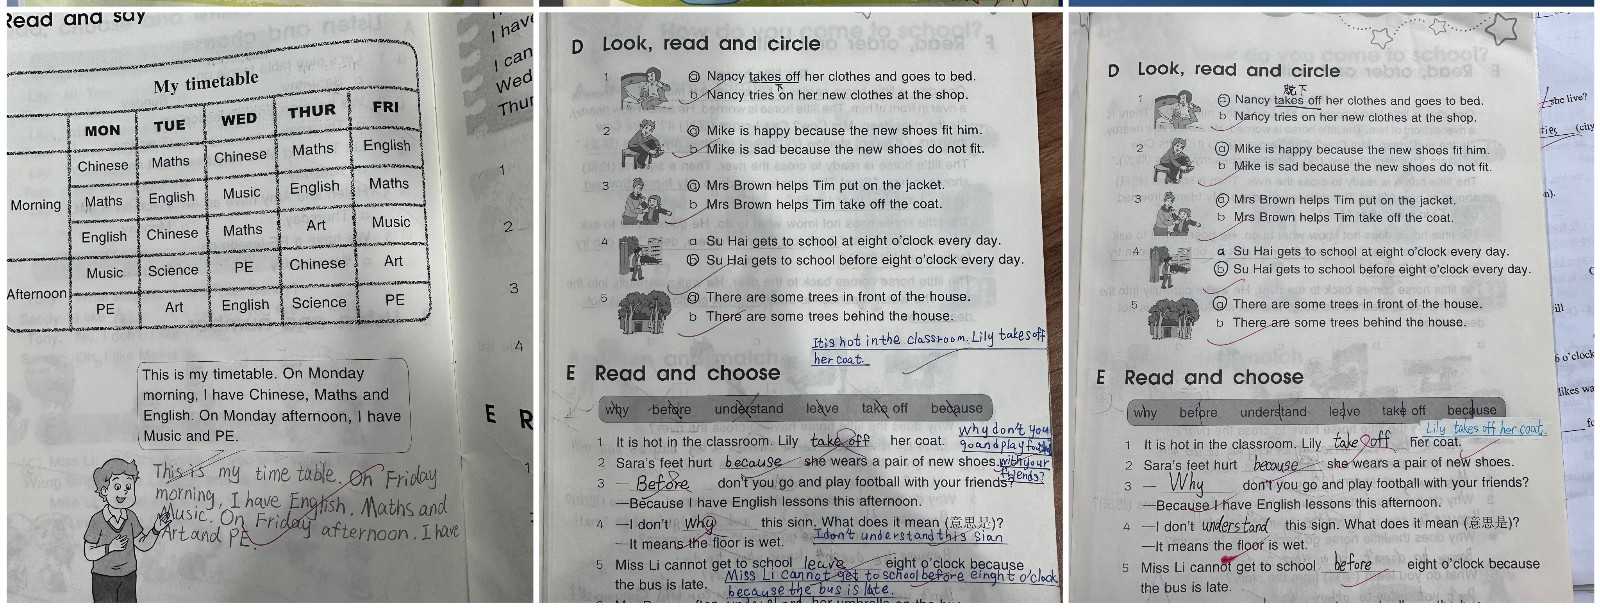 Read and say
My timetable
MON TUE WED THUR FRI
Chinese Maths Chinese Maths English
Morning Maths English Music English Maths
English Chinese Maths Art Music
Afternoon Music Science PE Chinese Art
PE Art English Science PE
This is my timetable. On Monday
morning, I have Chinese, Maths and
English. On Monday afternoon, I have
Music and PE.
This is my time table. On Friday
morning, I have English, Maths and
Music. On Friday afternoon. I have
Art and PE.
I have
I can
Wed
Thur
1
2
3
4
E R
D Look, read and circle
1 a Nancy takes off her clothes and goes to bed.
b Nancy tries on her new clothes at the shop.
2 a Mike is happy because the new shoes fit him.
b Mike is sad because the new shoes do not fit.
3 a Mrs Brown helps Tim put on the jacket.
b Mrs Brown helps Tim take off the coat.
4 a Su Hai gets to school at eight o'clock every day.
b Su Hai gets to school before eight o'clock every day.
5 a There are some trees in front of the house.
b There are some trees behind the house.
It is hot in the classroom. Lily takes off
her coat.
E Read and choose
why before understand leave take off because
1 It is hot in the classroom. Lily take off her coat.
2 Sara's feet hurt because she wears a pair of new shoes.
3 — Before don't you go and play football with your friends?
—Because I have English lessons this afternoon.
Why don't you
go and play football
with your
friends?
4 —I don't why this sign. What does it mean (意思是)?
—It means the floor is wet.
I don't understand this sian
5 Miss Li cannot get to school leave eight o'clock because
the bus is late.
Miss Li cannot get to school before einght o'clock
because the bus is late.
D Look, read and circle
脱下
1 a Nancy takes off her clothes and goes to bed.
b Nancy tries on her new clothes at the shop.
2 a Mike is happy because the new shoes fit him.
b Mike is sad because the new shoes do not fit.
3 a Mrs Brown helps Tim put on the jacket.
b Mrs Brown helps Tim take off the coat.
4 a Su Hai gets to school at eight o'clock every day.
b Su Hai gets to school before eight o'clock every day.
5 a There are some trees in front of the house.
b There are some trees behind the house.
E Read and choose
why before understand leave take off because
Lily takes off her coat.
1 It is hot in the classroom. Lily take off her coat.
2 Sara's feet hurt because she wears a pair of new shoes.
3 — Why don't you go and play football with your friends?
—Because I have English lessons this afternoon.
4 —I don't understand this sign. What does it mean (意思是)?
—It means the floor is wet.
5 Miss Li cannot get to school before eight o'clock because
the bus is late.
she live?
(city
o'clock
likes wa